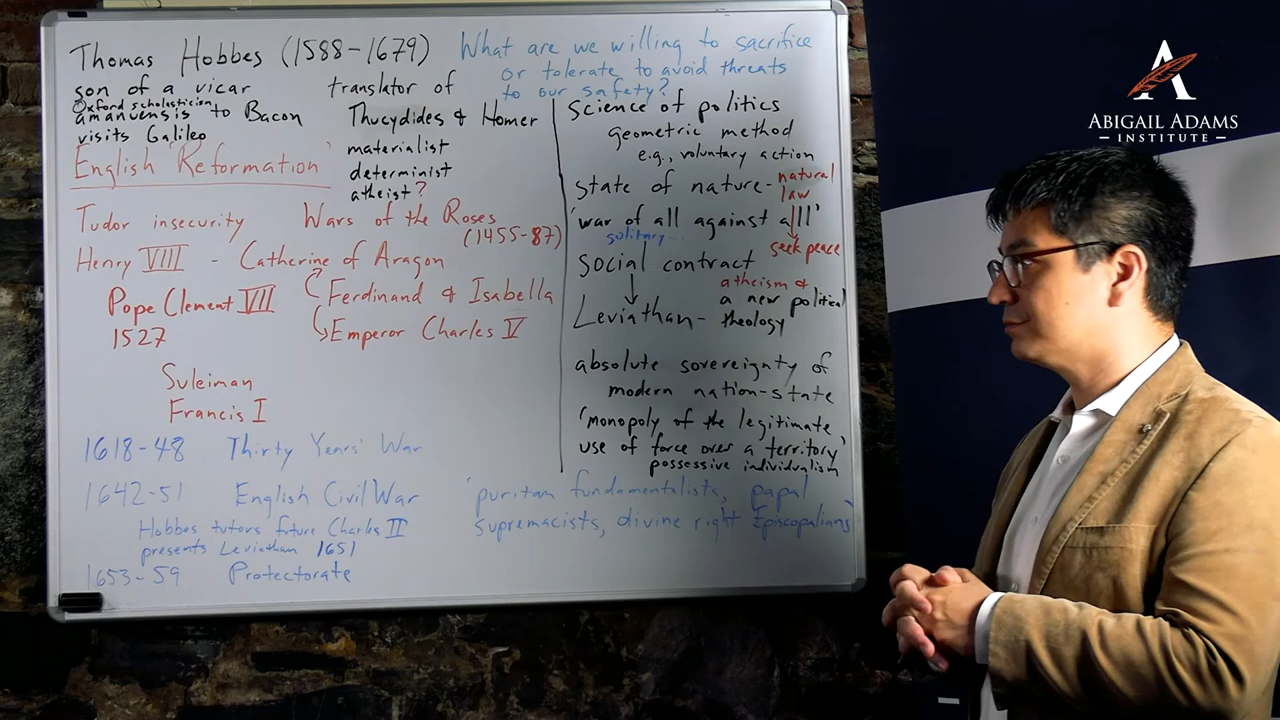 Thomas Hobbes (1588-1679)
son of a vicar
Oxford scholasticism
amanuensis to Bacon
visits Galileo
translator of
Thucydides & Homer
materialist
determinist
atheist?
What are we willing to sacrifice
or tolerate to avoid threats
to our safety?
English 'Reformation'
Tudor insecurity Wars of the Roses
(1455-87)
Henry VIII - Catherine of Aragon
Pope Clement VII
1527
Ferdinand & Isabella
Emperor Charles V
Suleiman
Francis I
1618-48 Thirty Years' War
1642-51 English Civil War
Hobbes tutors future Charles II
presents Leviathan 1651
1653-59 Protectorate
Science of politics
geometric method
e.g., voluntary action
state of nature - natural
law
'war of all against all'
solitary...
seek peace
social contract
atheism &
a new political
Leviathan - theology
absolute sovereignty of
modern nation-state
'monopoly of the legitimate
use of force over a territory'
possessive individualism
'puritan fundamentalists, papal
supremacists, divine right Episcopalians'
A
ABIGAIL ADAMS
INSTITUTE